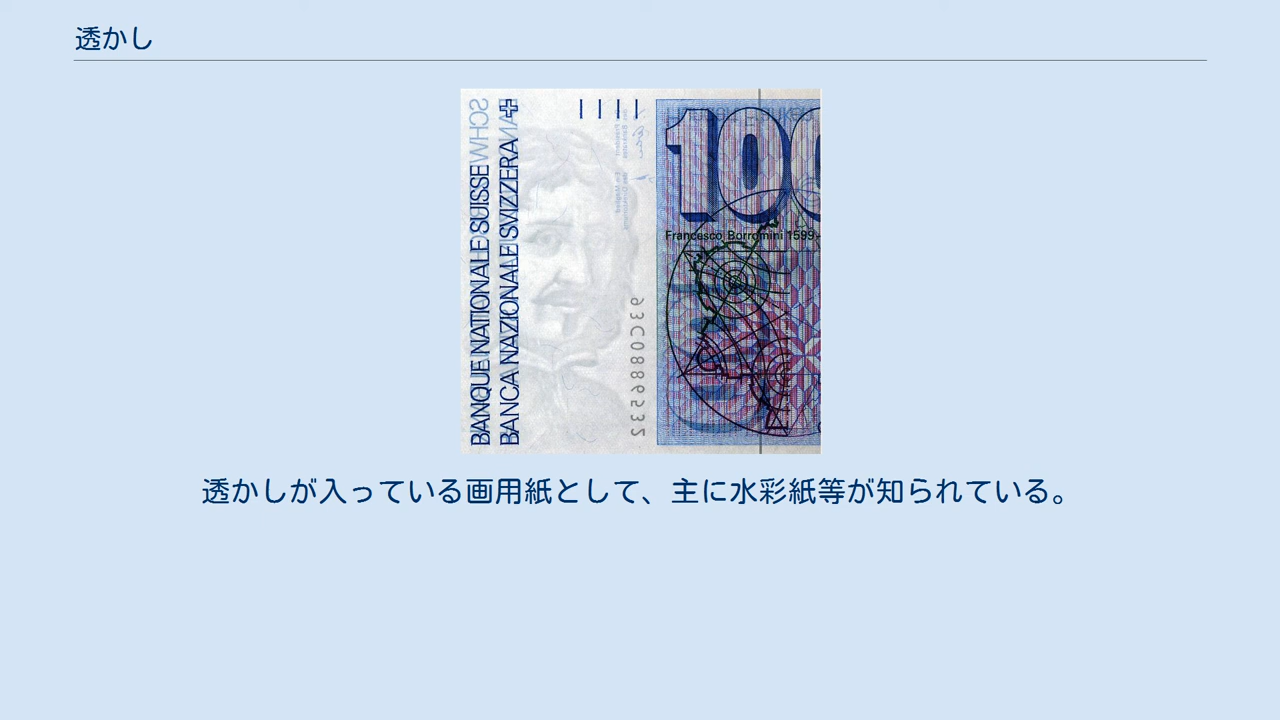 透かし
BANQUE NATIONALE SUISSE
BANCA NAZIONALE SVIZZERA
100
Francesco Borromini 1599-
93C0886532
透かしが入っている画用紙として、主に水彩紙等が知られている。